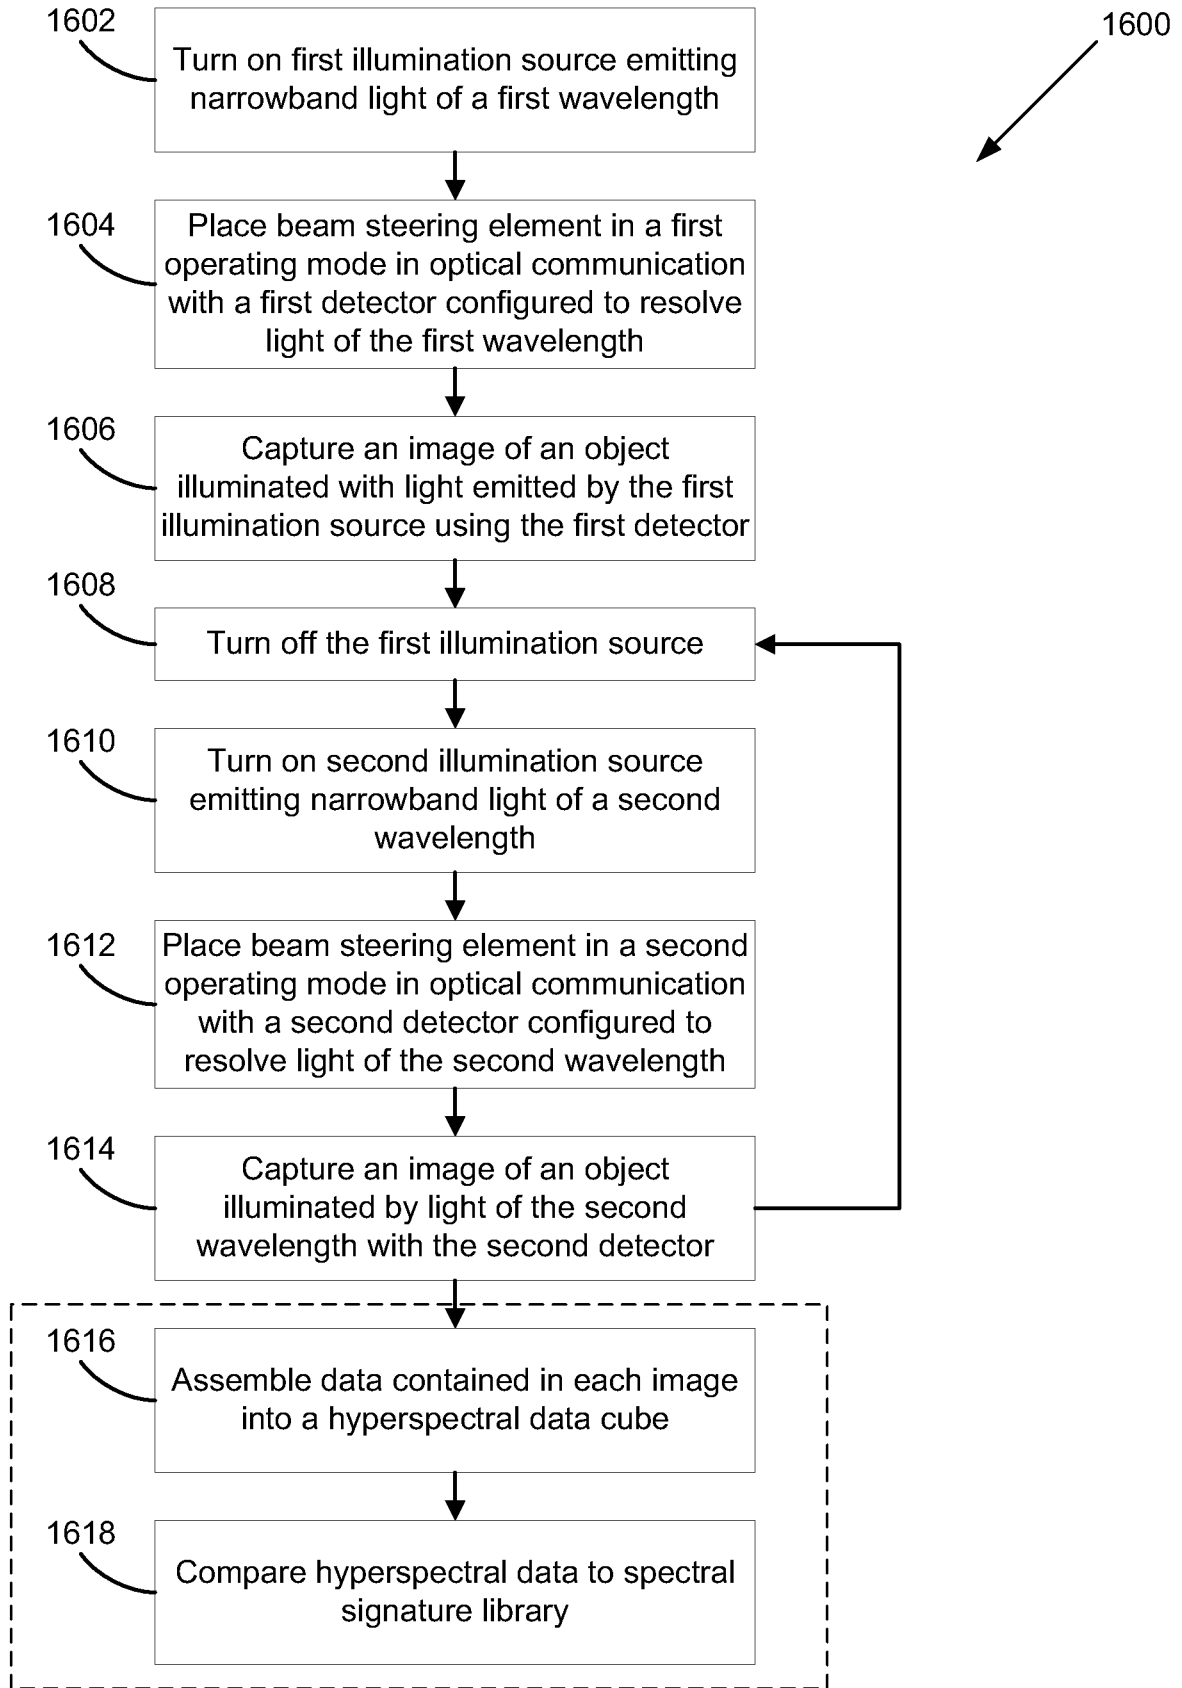 1602
1600
Turn on first illumination source emitting
narrowband light of a first wavelength
1604
Place beam steering element in a first
operating mode in optical communication
with a first detector configured to resolve
light of the first wavelength
1606
Capture an image of an object
illuminated with light emitted by the first
illumination source using the first detector
1608
Turn off the first illumination source
1610
Turn on second illumination source
emitting narrowband light of a second
wavelength
1612
Place beam steering element in a second
operating mode in optical communication
with a second detector configured to
resolve light of the second wavelength
1614
Capture an image of an object
illuminated by light of the second
wavelength with the second detector
1616
Assemble data contained in each image
into a hyperspectral data cube
1618
Compare hyperspectral data to spectral
signature library